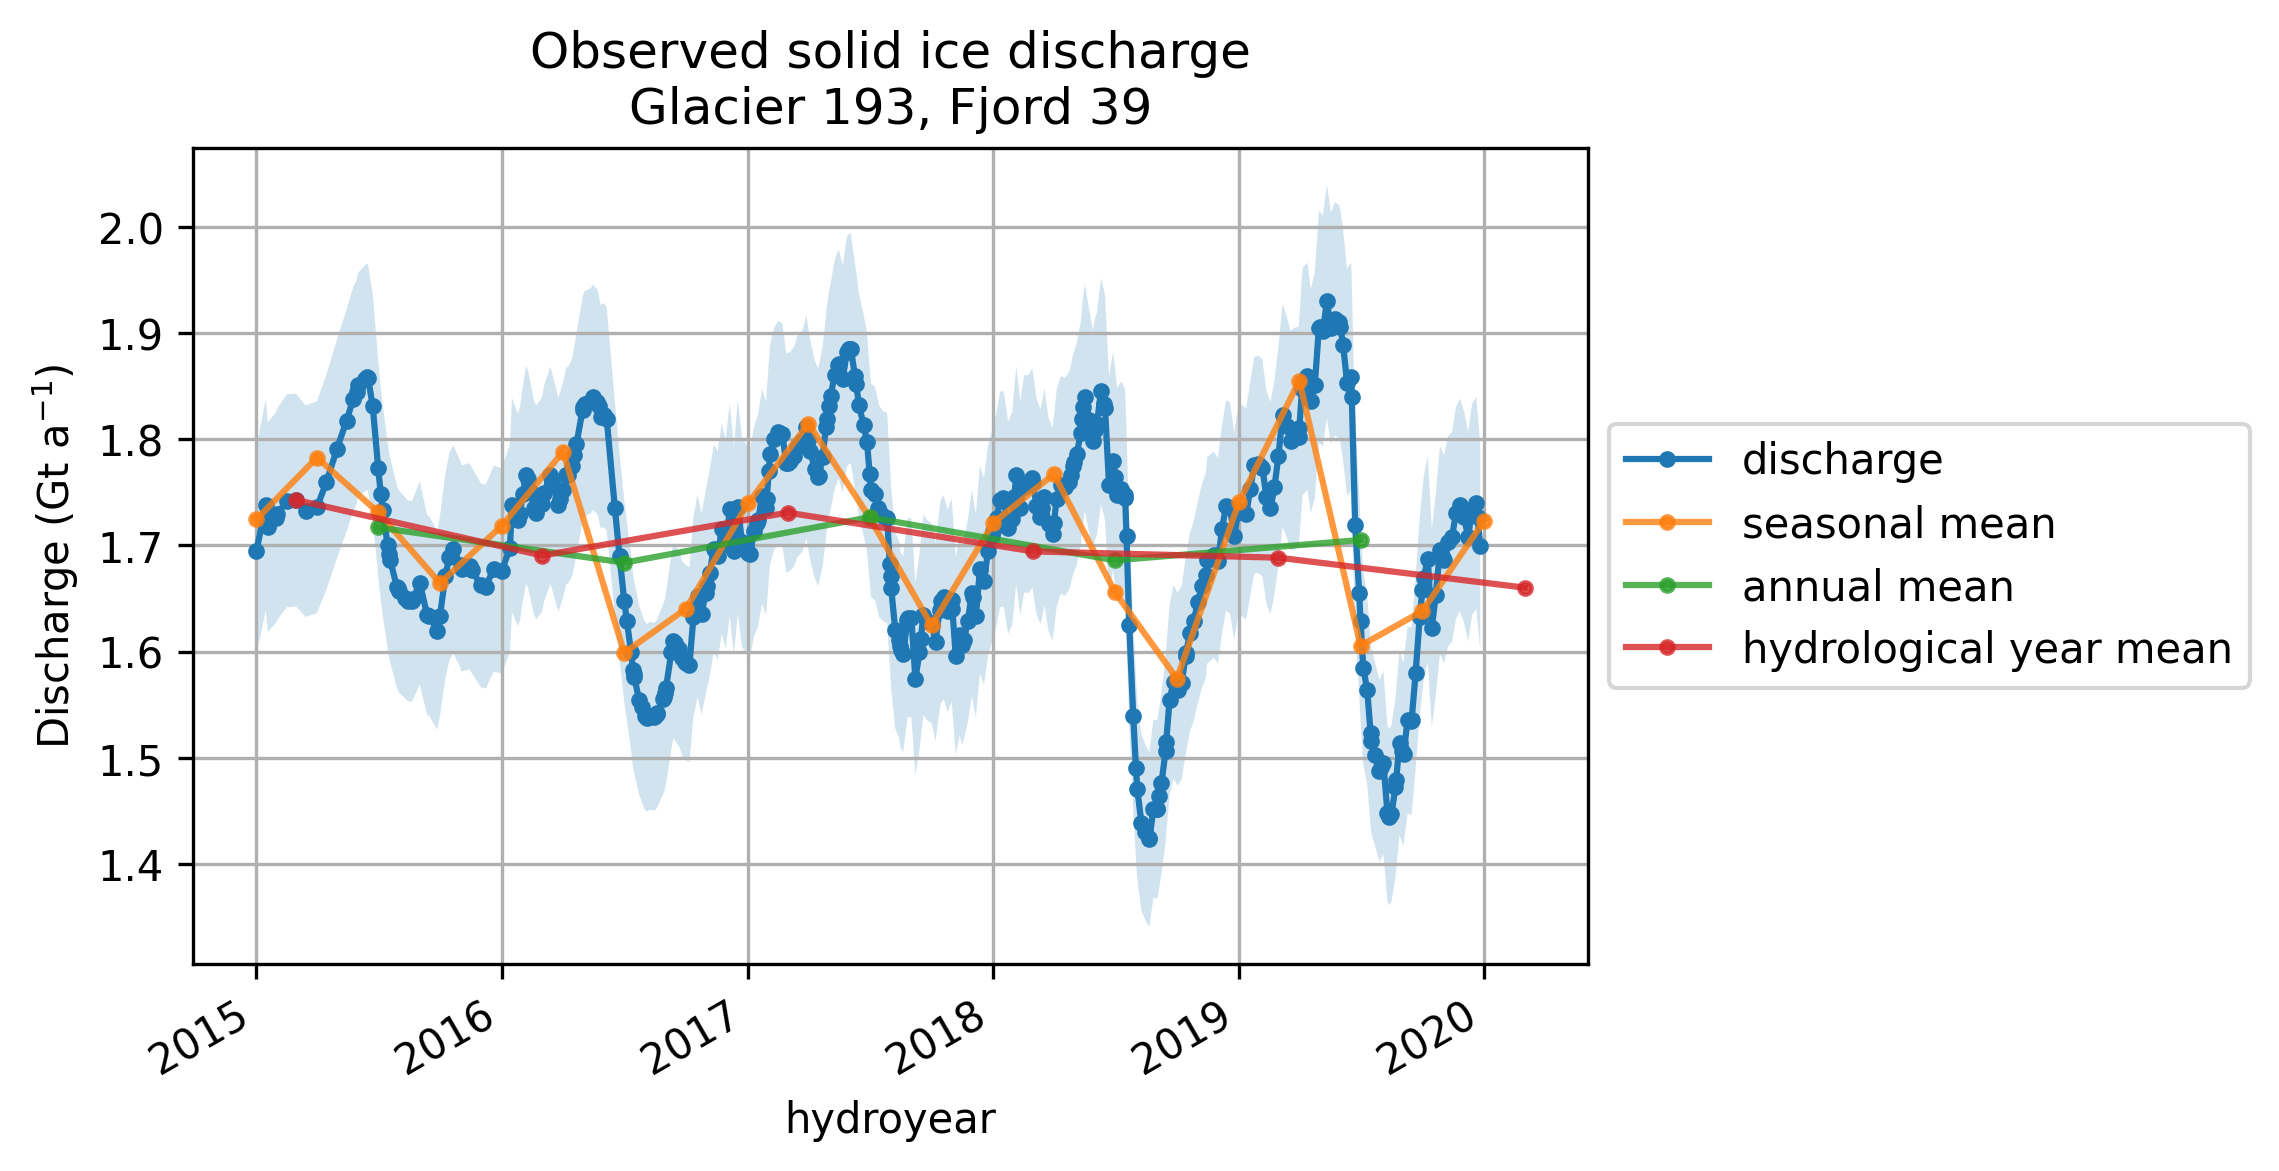 Observed solid ice discharge
Glacier 193, Fjord 39
Discharge (Gt a⁻¹)
2.0
1.9
1.8
1.7
1.6
1.5
1.4
2015
2016
2017
2018
2019
2020
hydroyear
discharge
seasonal mean
annual mean
hydrological year mean